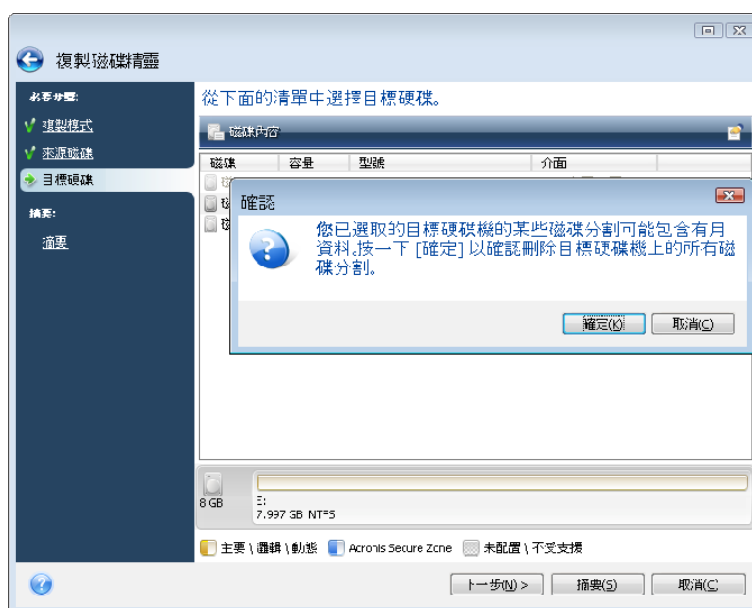 複製磁碟精靈
必要步驟:
複製模式
來源磁碟
目標硬碟
摘要:
摘要
從下面的清單中選擇目標硬碟。
磁碟內容
磁碟 容量 型號 介面
確認
您已選取的目標硬碟機的某些磁碟分割可能包含有用
資料。按一下 [確定] 以確認刪除目標硬碟機上的所有磁
碟分割。
確定(K) 取消(C)
8 GB
E:
7.997 GB NTFS
主要 \ 邏輯 \ 動態 Acronis Secure Zone 未配置 \ 不受支援
下一步(N) > 摘要(S) 取消(C)